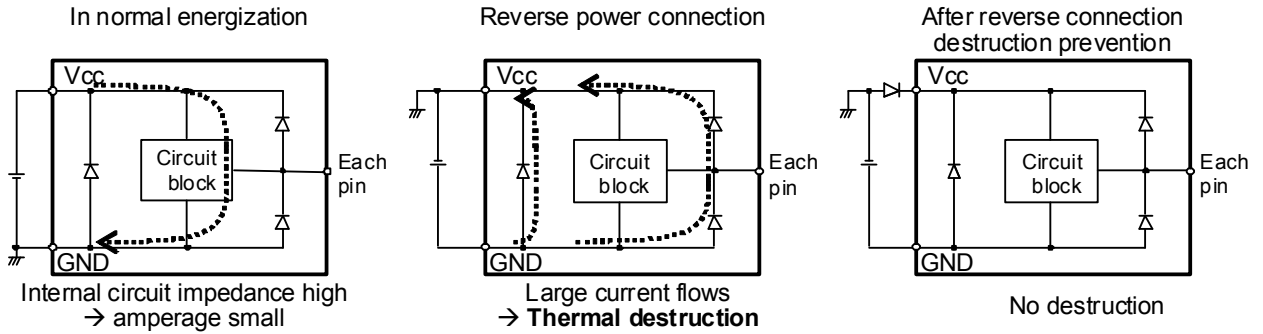 In normal energization
Vcc
Circuit
block
Each
pin
GND
Internal circuit impedance high
→ amperage small
Reverse power connection
Vcc
Circuit
block
Each
pin
GND
Large current flows
→ Thermal destruction
After reverse connection
destruction prevention
Vcc
Circuit
block
Each
pin
GND
No destruction